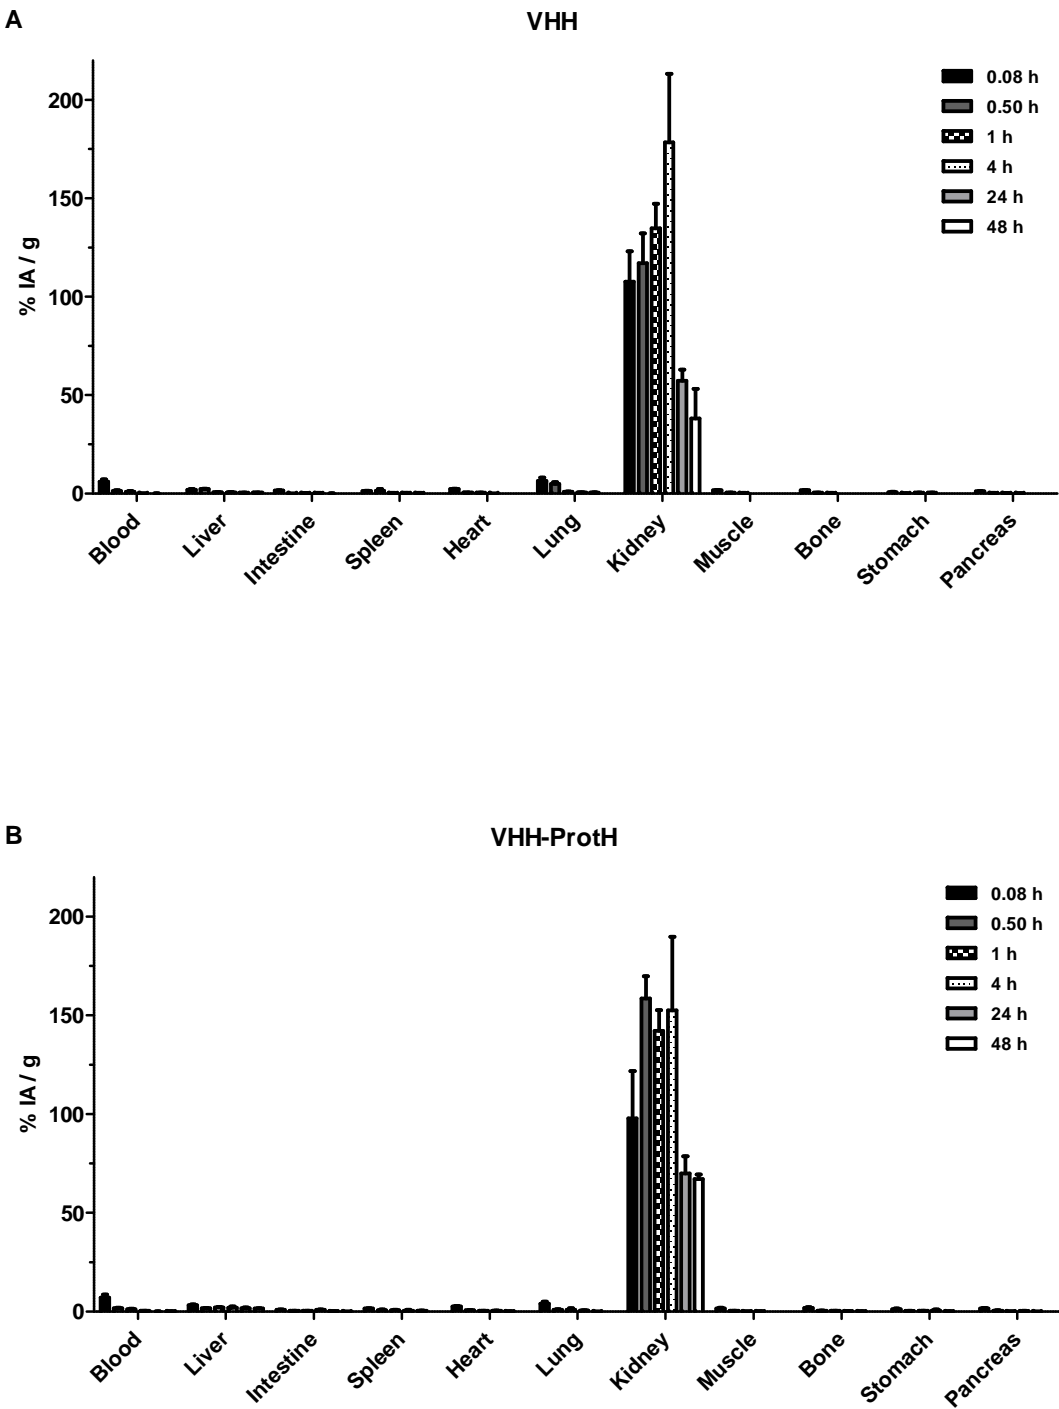 A
VHH
0.08 h
0.50 h
1 h
4 h
24 h
48 h
200
150
100
50
0
% IA / g
Blood
Liver
Intestine
Spleen
Heart
Lung
Kidney
Muscle
Bone
Stomach
Pancreas
B
VHH-ProtH
0.08 h
0.50 h
1 h
4 h
24 h
48 h
200
150
100
50
0
% IA / g
Blood
Liver
Intestine
Spleen
Heart
Lung
Kidney
Muscle
Bone
Stomach
Pancreas